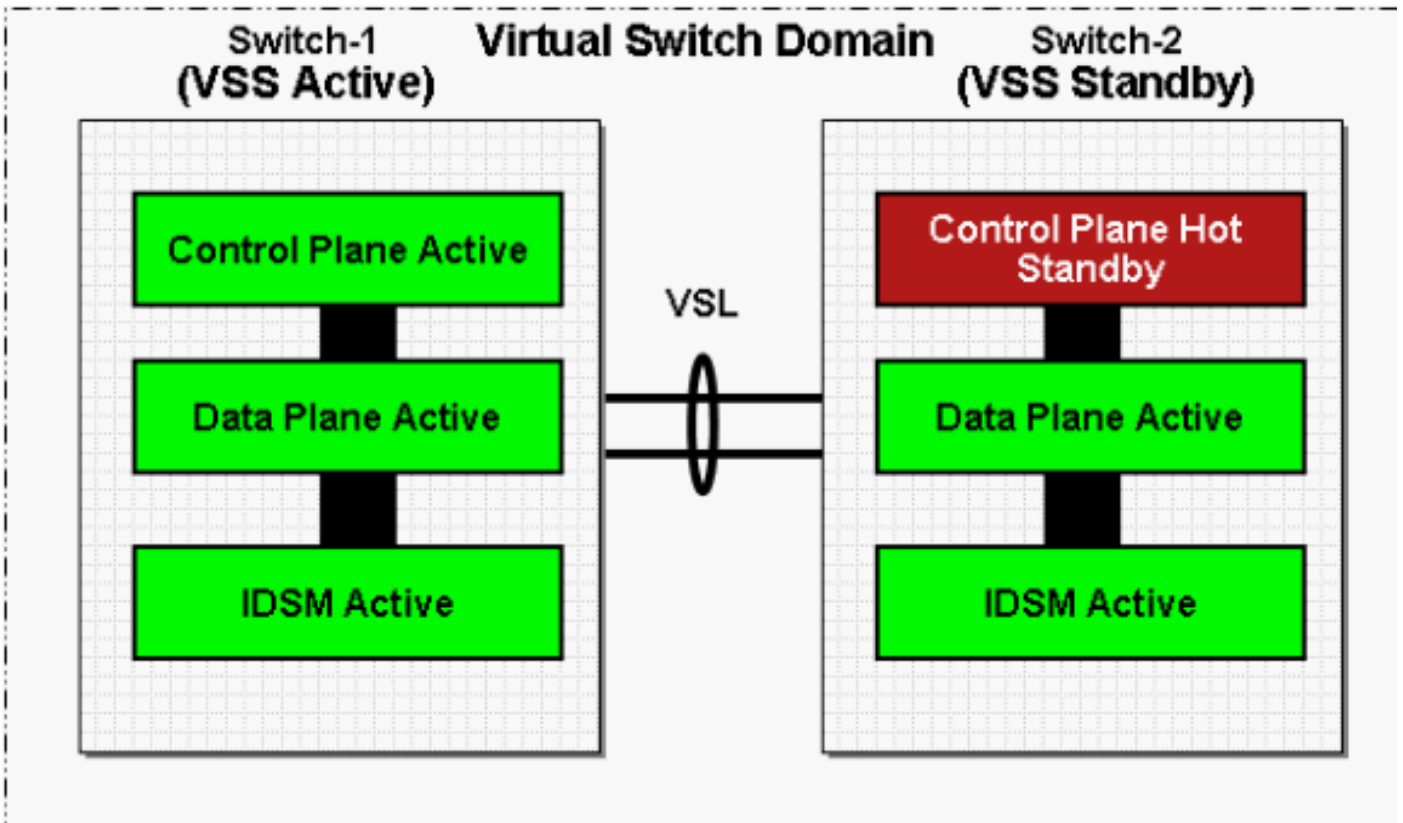 Virtual Switch Domain
Switch-1
(VSS Active)
Control Plane Active
Data Plane Active
IDSM Active
VSL
Switch-2
(VSS Standby)
Control Plane Hot
Standby
Data Plane Active
IDSM Active